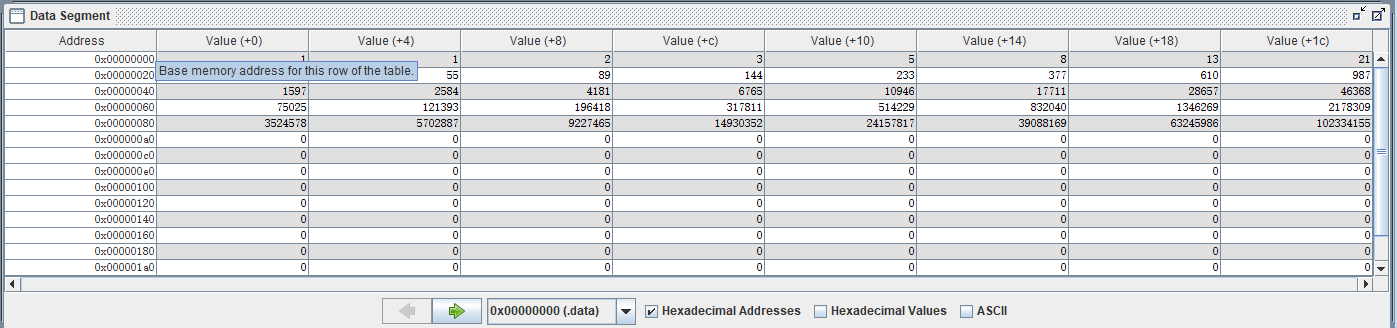 Data Segment
Address Value (+0) Value (+4) Value (+8) Value (+c) Value (+10) Value (+14) Value (+18) Value (+1c)
0x00000000 1 1 2 3 5 8 13 21
Base memory address for this row of the table.
0x00000020 55 89 144 233 377 610 987
0x00000040 1597 2584 4181 6765 10946 17711 28657 46368
0x00000060 75025 121393 196418 317811 514229 832040 1346269 2178309
0x00000080 3524578 5702887 9227465 14930352 24157817 39088169 63245986 102334155
0x000000a0 0 0 0 0 0 0 0 0
0x000000c0 0 0 0 0 0 0 0 0
0x000000e0 0 0 0 0 0 0 0 0
0x00000100 0 0 0 0 0 0 0 0
0x00000120 0 0 0 0 0 0 0 0
0x00000140 0 0 0 0 0 0 0 0
0x00000160 0 0 0 0 0 0 0 0
0x00000180 0 0 0 0 0 0 0 0
0x000001a0 0 0 0 0 0 0 0 0
0x00000000 (.data) Hexadecimal Addresses Hexadecimal Values ASCII